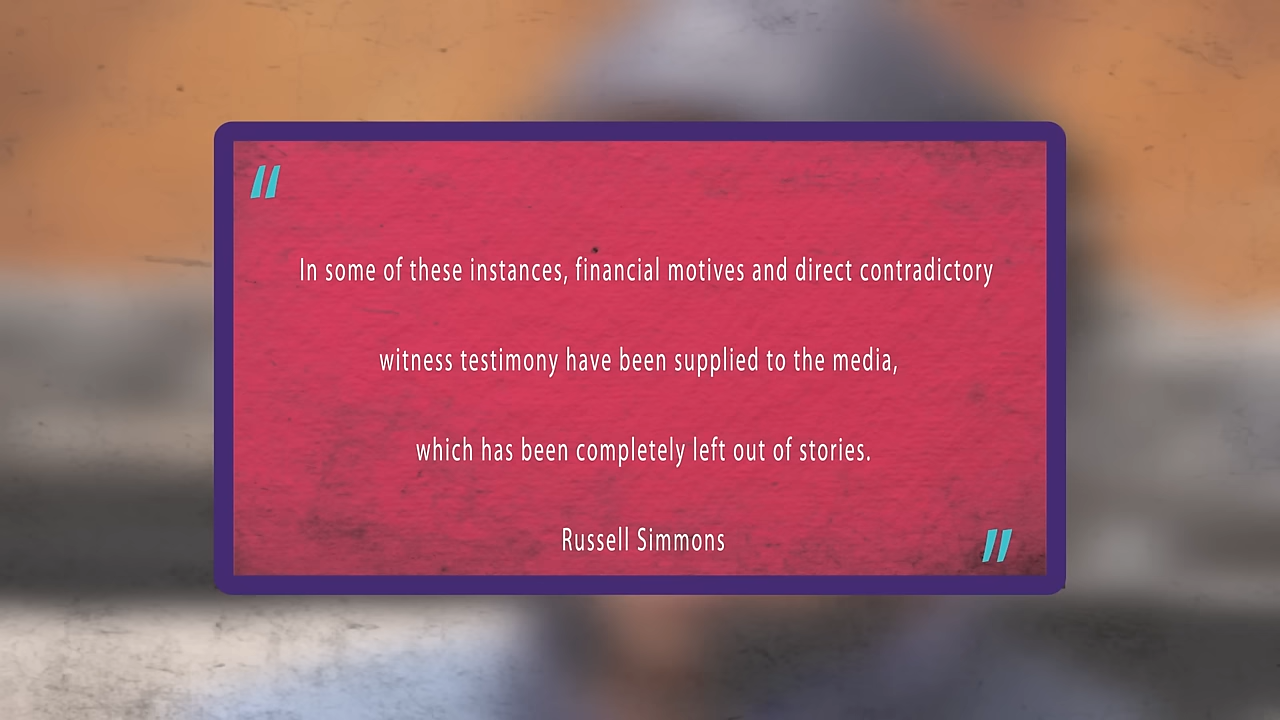 "
In some of these instances, financial motives and direct contradictory
witness testimony have been supplied to the media,
which has been completely left out of stories.
Russell Simmons
"